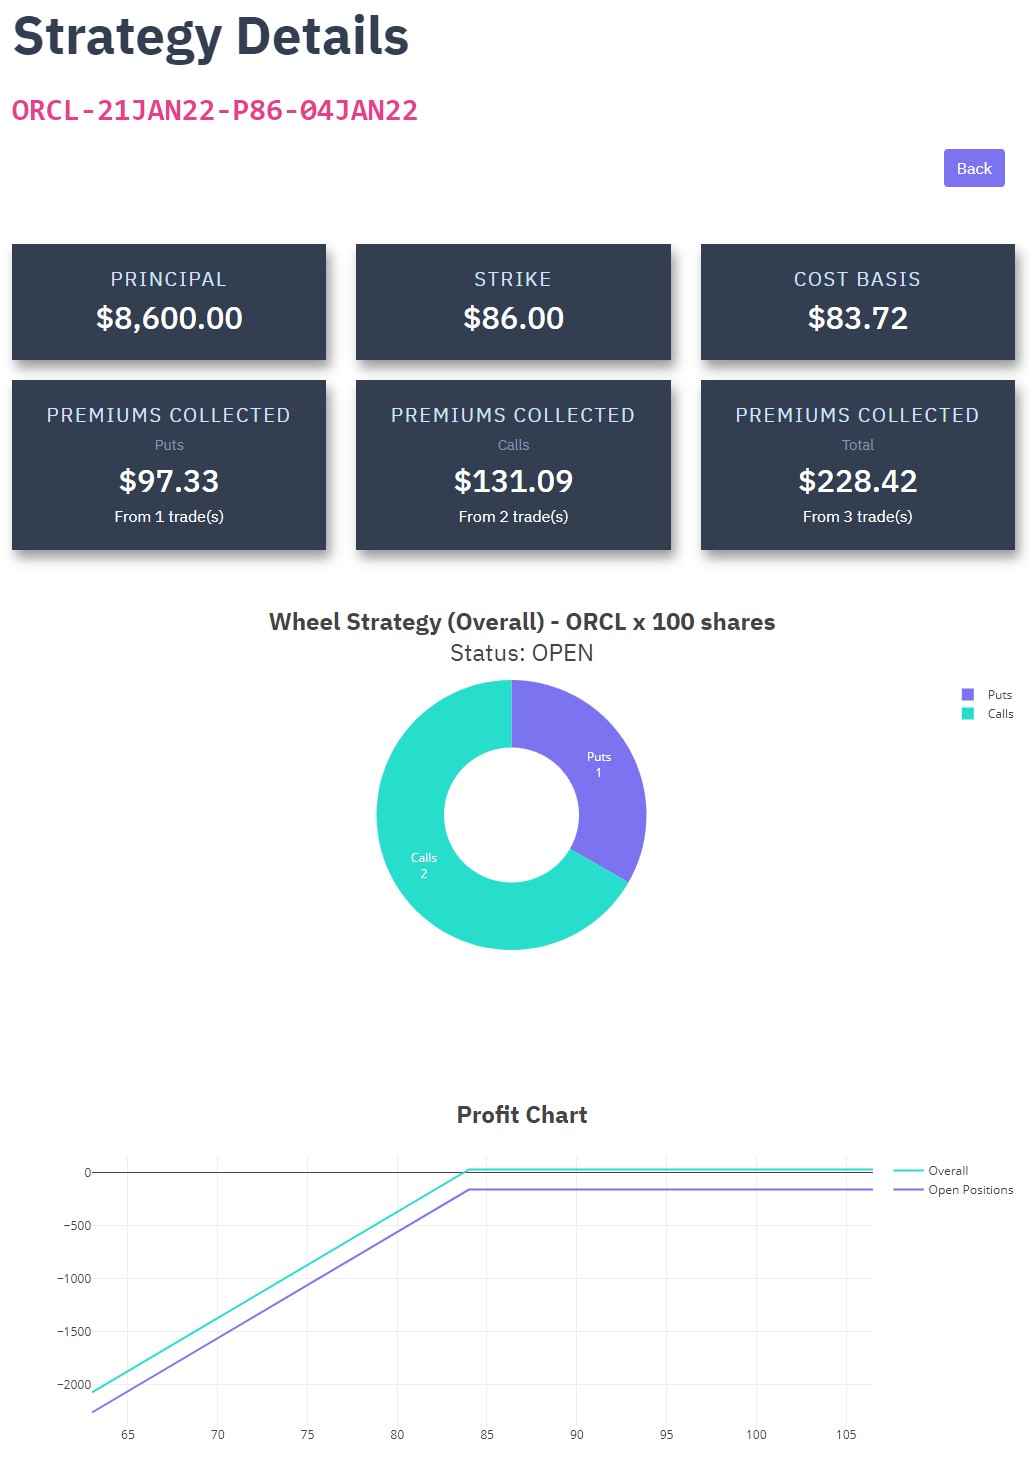 Strategy Details
ORCL-21JAN22-P86-04JAN22
Back
PRINCIPAL
$8,600.00
STRIKE
$86.00
COST BASIS
$83.72
PREMIUMS COLLECTED
Puts
$97.33
From 1 trade(s)
PREMIUMS COLLECTED
Calls
$131.09
From 2 trade(s)
PREMIUMS COLLECTED
Total
$228.42
From 3 trade(s)
Wheel Strategy (Overall) - ORCL x 100 shares
Status: OPEN
Puts
Calls
Puts
1
Calls
2
Profit Chart
0
−500
−1000
−1500
−2000
65 70 75 80 85 90 95 100 105
Overall
Open Positions